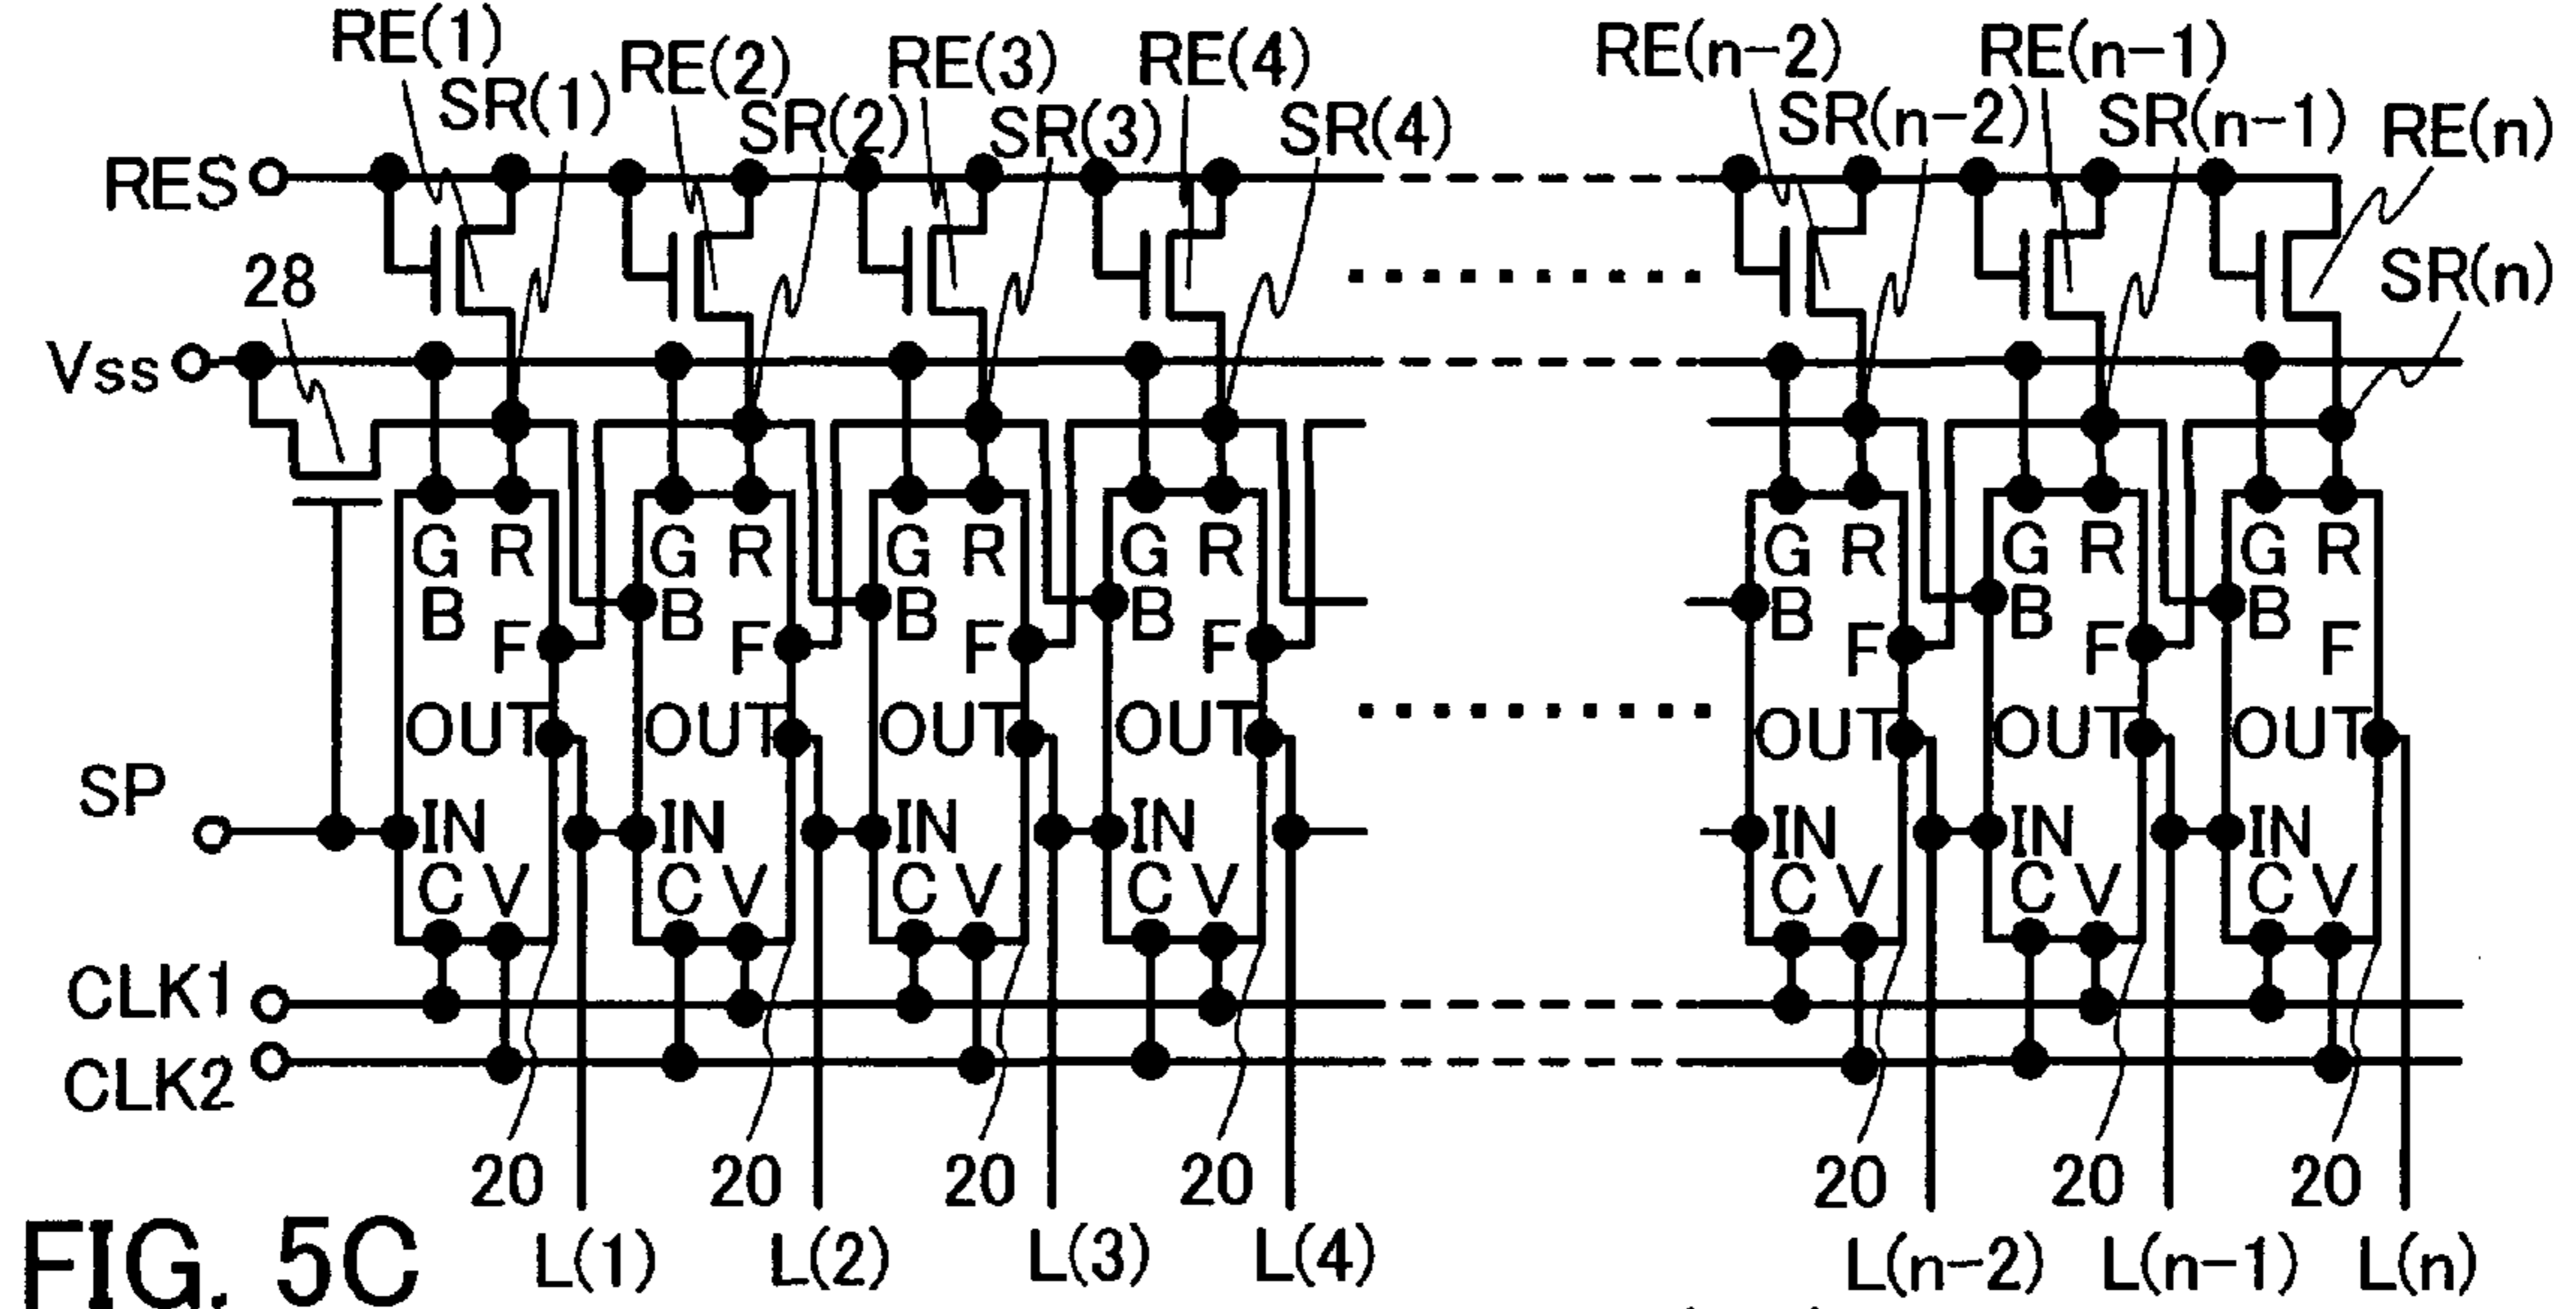 RE(1) RE(2) RE(3) RE(4) RE(n-2) RE(n-1) RE(n)
SR(1) SR(2) SR(3) SR(4) SR(n-2) SR(n-1)
RES
28 SR(n)
Vss
G R G R G R G R G R G R G R
B B B B B B B
F F F F F F F
OUT OUT OUT OUT OUT OUT OUT
SP
IN IN IN IN IN IN IN
C V C V C V C V C V C V C V
CLK1
CLK2
20 20 20 20 20 20 20
L(1) L(2) L(3) L(4) L(n-2) L(n-1) L(n)
FIG. 5C